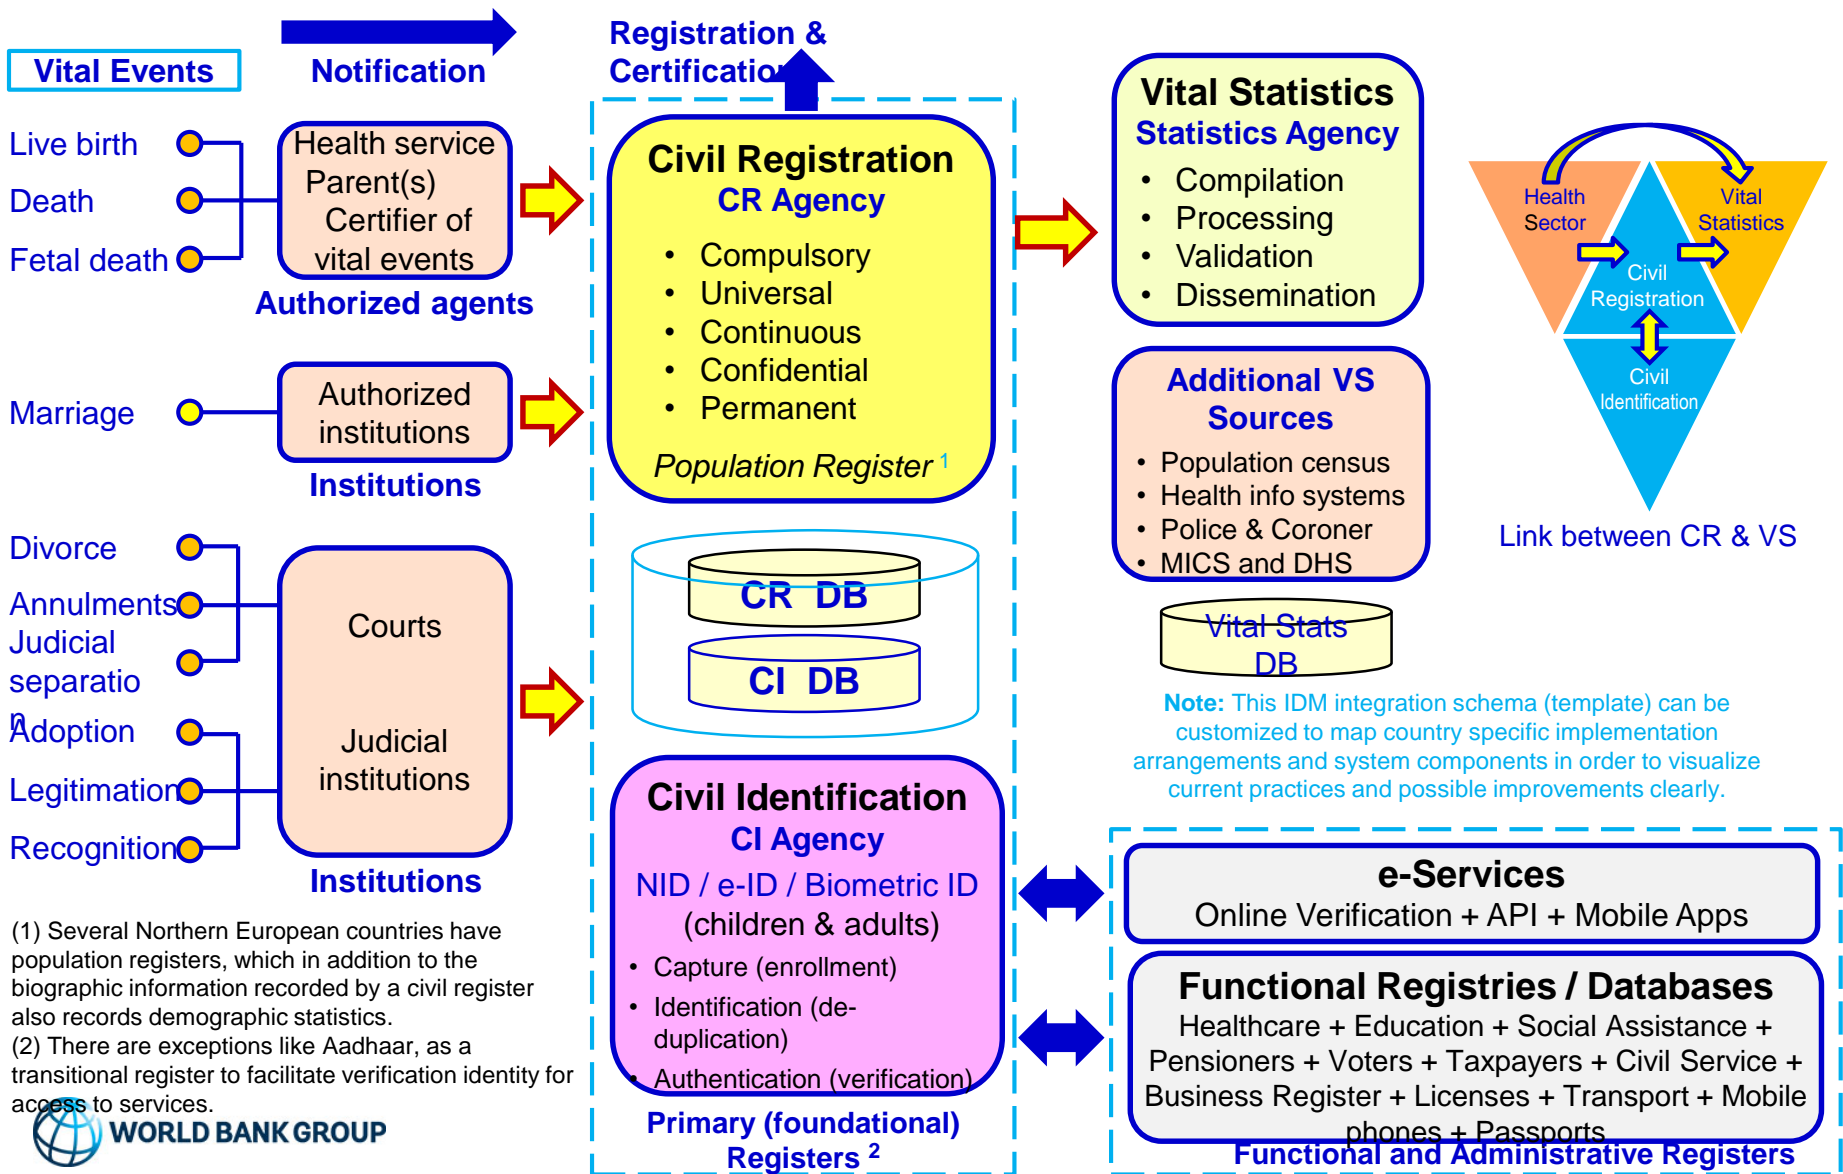 Vital Events
Notification
Registration &
Certification
Live birth
Death
Fetal death
Health service
Parent(s)
Certifier of
vital events
Authorized agents
Marriage
Authorized
institutions
Institutions
Divorce
Annulments
Judicial
separatio
n
Adoption
Legitimation
Recognition
Courts
Judicial
institutions
Institutions
(1) Several Northern European countries have
population registers, which in addition to the
biographic information recorded by a civil register
also records demographic statistics.
(2) There are exceptions like Aadhaar, as a
transitional register to facilitate verification identity for
access to services.
WORLD BANK GROUP
Civil Registration
CR Agency
• Compulsory
• Universal
• Continuous
• Confidential
• Permanent
Population Register 1
CR DB
CI DB
Civil Identification
CI Agency
NID / e-ID / Biometric ID
(children & adults)
• Capture (enrollment)
• Identification (de-
duplication)
• Authentication (verification)
Primary (foundational)
Registers 2
Vital Statistics
Statistics Agency
• Compilation
• Processing
• Validation
• Dissemination
Additional VS
Sources
• Population census
• Health info systems
• Police & Coroner
• MICS and DHS
Vital Stats
DB
Health
Sector
Vital
Statistics
Civil
Registration
Civil
Identification
Link between CR & VS
Note: This IDM integration schema (template) can be
customized to map country specific implementation
arrangements and system components in order to visualize
current practices and possible improvements clearly.
e-Services
Online Verification + API + Mobile Apps
Functional Registries / Databases
Healthcare + Education + Social Assistance +
Pensioners + Voters + Taxpayers + Civil Service +
Business Register + Licenses + Transport + Mobile
phones + Passports
Functional and Administrative Registers